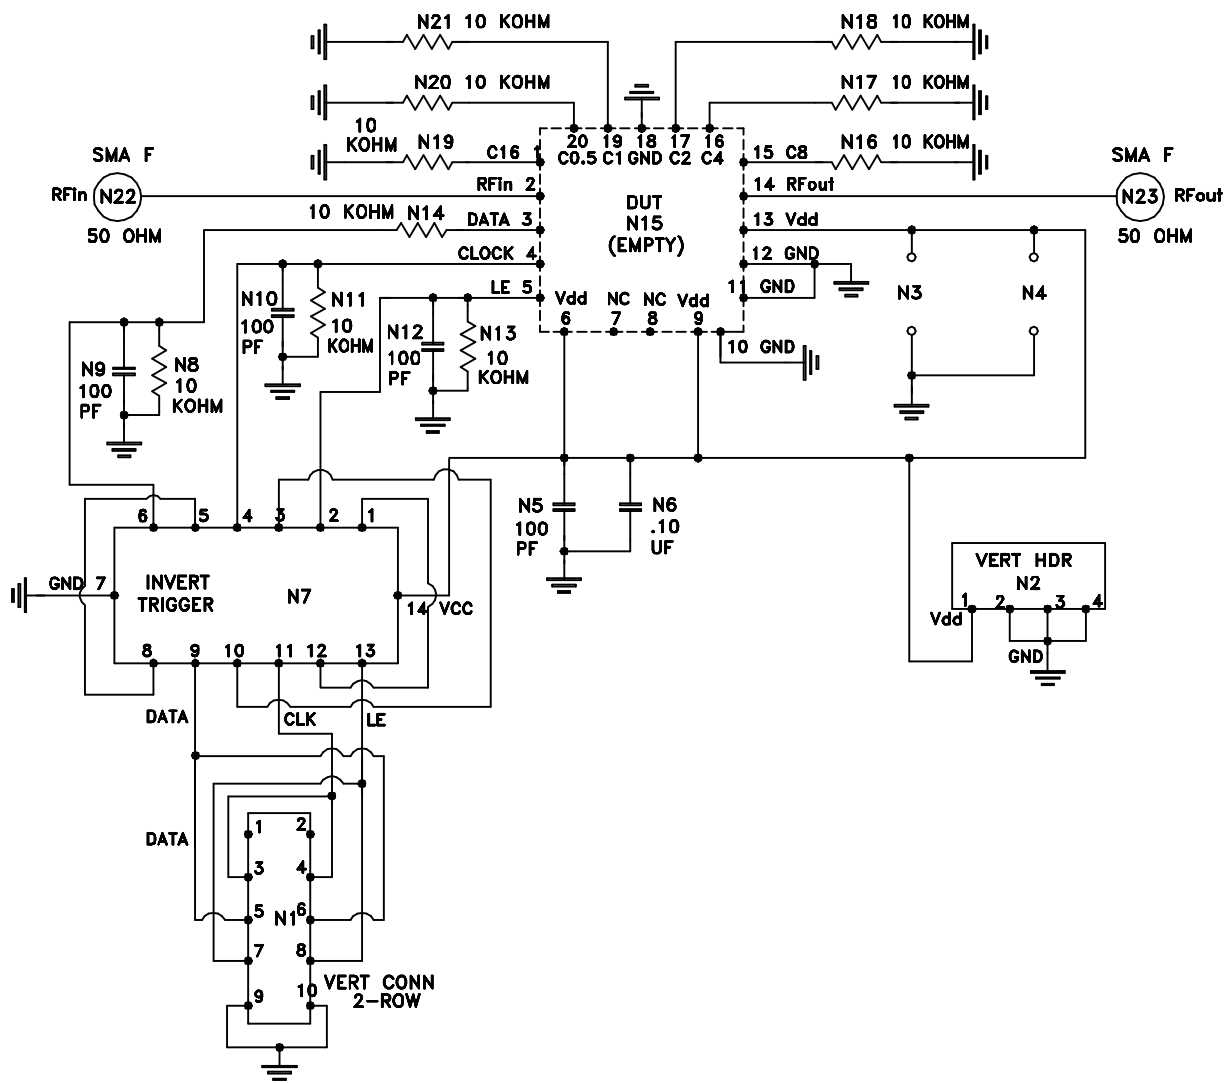 N21 10 KOHM
N18 10 KOHM
N20 10 KOHM
N17 10 KOHM
10
KOHM
N19
N16 10 KOHM
20 19 18 17 16
C0.5 C1 GND C2 C4
C16 1
15 C8
SMA F
N22
RFin
50 OHM
RFin 2
14 RFout
SMA F
N23
RFout
50 OHM
DUT
N15
(EMPTY)
10 KOHM N14
DATA 3
13 Vdd
CLOCK 4
12 GND
LE 5
11 GND
Vdd NC NC Vdd
6 7 8 9
10 GND
N3
N4
N10
100
PF
N11
10
KOHM
N12
100
PF
N13
10
KOHM
N9
100
PF
N8
10
KOHM
N5
100
PF
N6
.10
UF
6 5 4 3 2 1
GND 7
INVERT
TRIGGER
N7
14 VCC
8 9 10 11 12 13
VERT HDR
N2
1 2 3 4
Vdd
GND
DATA
CLK
LE
DATA
1 2
3 4
5 N1 6
7 8
9 10
VERT CONN
2-ROW